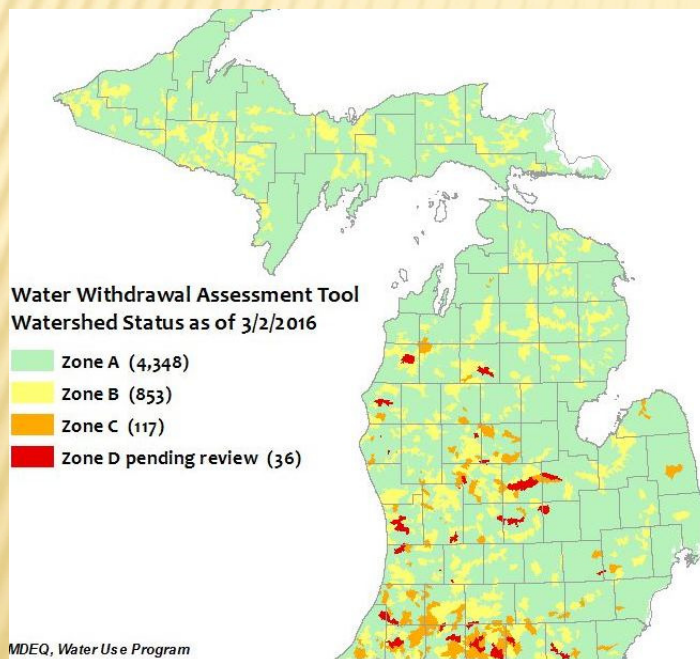 Water Withdrawal Assessment Tool
Watershed Status as of 3/2/2016
Zone A (4,348)
Zone B (853)
Zone C (117)
Zone D pending review (36)
MDEQ, Water Use Program